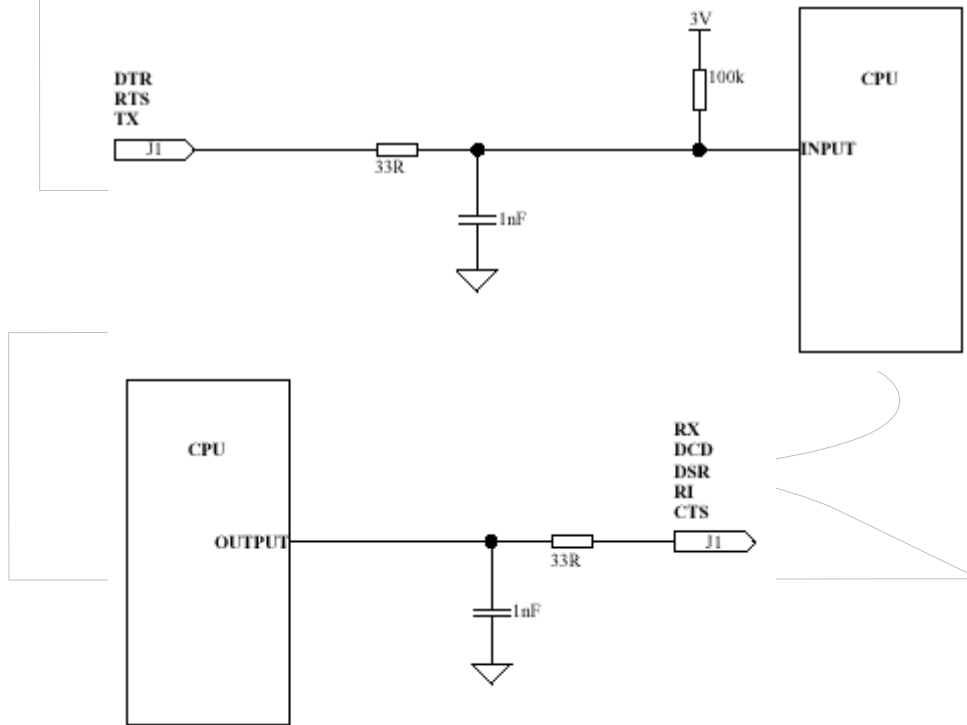 3V
100k
CPU
DTR
RTS
TX
J1
33R
INPUT
1nF
CPU
RX
DCD
DSR
RI
CTS
OUTPUT
J1
33R
1nF